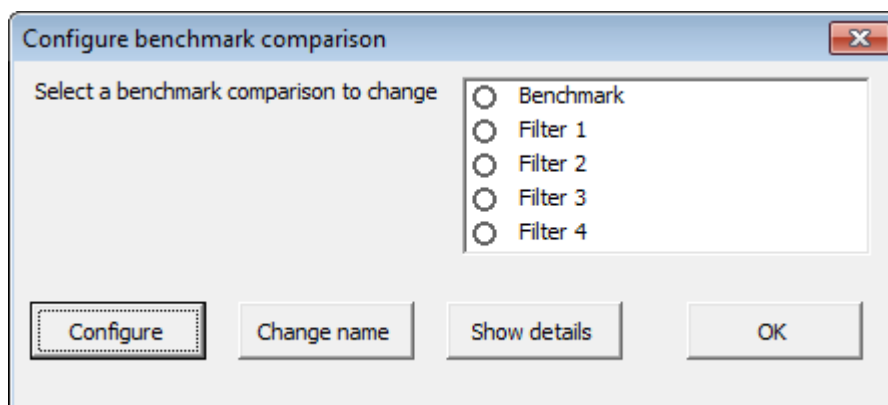 Configure benchmark comparison
Select a benchmark comparison to change
Benchmark
Filter 1
Filter 2
Filter 3
Filter 4
Configure
Change name
Show details
OK